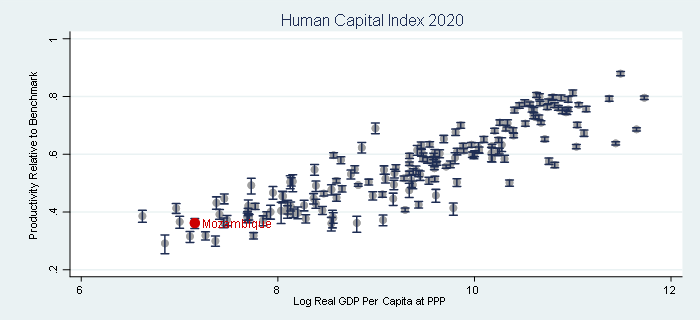 Human Capital Index 2020
Productivity Relative to Benchmark
1
.8
.6
.4
.2
Mozambique
6
8
10
12
Log Real GDP Per Capita at PPP